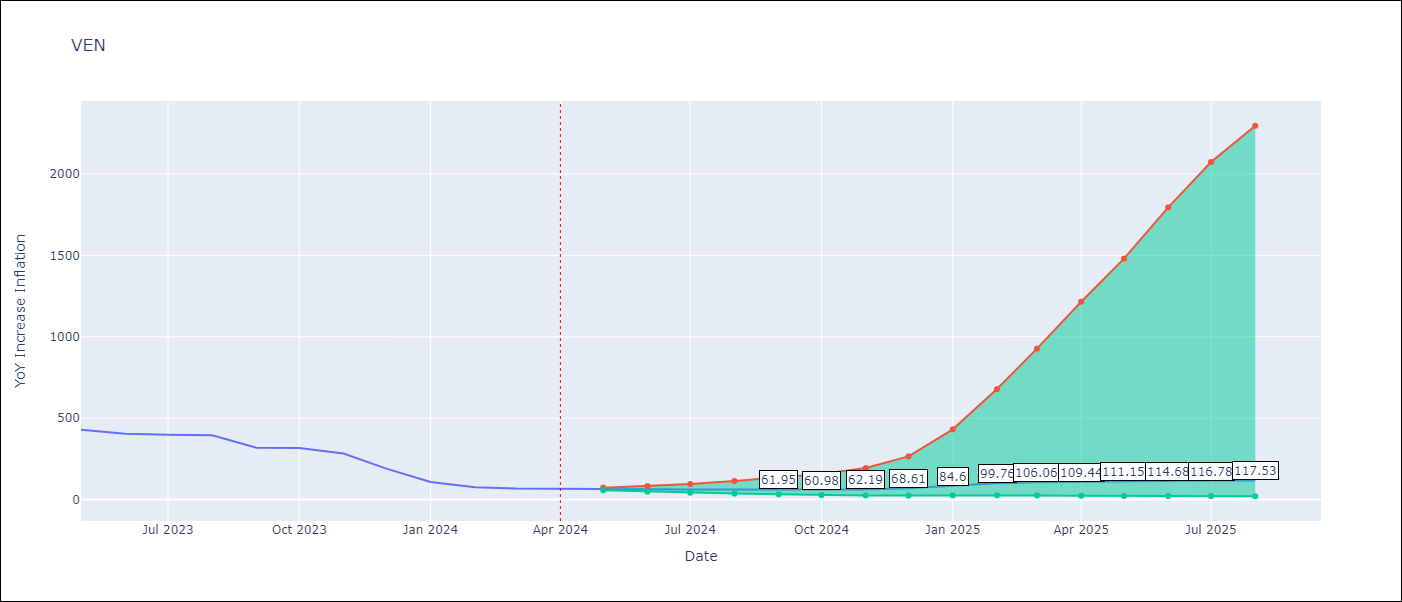 VEN
YoY Increase Inflation
2000
1500
1000
500
0
61.95 60.98 62.19 68.61 84.6 99.76 106.06 109.44 111.15 114.68 116.78 117.53
Jul 2023 Oct 2023 Jan 2024 Apr 2024 Jul 2024 Oct 2024 Jan 2025 Apr 2025 Jul 2025
Date